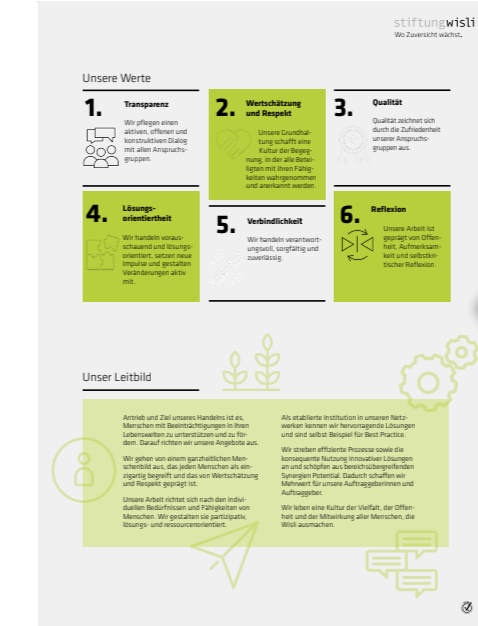 stiftungwisli
Wo Zuversicht wächst.
Unsere Werte
1.
Transparenz
Wir pflegen einen
aktiven, offenen und
konstruktiven Dialog
mit allen Anspruchs-
gruppen.
2.
Wertschätzung
und Respekt
Unsere Grundhal-
tung schafft eine
Kultur der Begeg-
nung, in der alle Betei-
ligten mit ihren Fähig-
keiten wahrgenommen
und anerkannt werden.
3.
Qualität
Qualität zeichnet sich
durch die Zufriedenheit
unserer Anspruchs-
gruppen aus.
4.
Lösungs-
orientiertheit
Wir handeln voraus-
schauend und lösungs-
orientiert, setzen neue
Impulse und gestalten
Veränderungen aktiv
mit.
5.
Verbindlichkeit
Wir handeln verantwort-
ungsvoll, sorgfältig und
zuverlässig.
6.
Reflexion
Unsere Arbeit ist
geprägt von Offen-
heit, Aufmerksam-
keit und selbstkri-
tischer Reflexion.
Unser Leitbild
Antrieb und Ziel unseres Handelns ist es,
Menschen mit Beeinträchtigungen in ihren
Lebenswelten zu unterstützen und zu för-
dern. Darauf richten wir unsere Angebote aus.
Wir gehen von einem ganzheitlichen Men-
schenbild aus, das jeden Menschen als ein-
zigartig begreift und das von Wertschätzung
und Respekt geprägt ist.
Unsere Arbeit richtet sich nach den indivi-
duellen Bedürfnissen und Fähigkeiten von
Menschen. Wir gestalten sie partizipativ,
lösungs- und ressourcenorientiert.
Als etablierte Institution in unseren Netz-
werken kennen wir hervorragende Lösungen
und sind selbst Beispiel für Best Practice.
Wir streben effiziente Prozesse sowie die
konsequente Nutzung innovativer Lösungen
an und schöpfen aus bereichsübergreifenden
Synergien Potential. Dadurch schaffen wir
Mehrwert für unsere Auftraggeberinnen und
Auftraggeber.
Wir leben eine Kultur der Vielfalt, der Offen-
heit und der Mitwirkung aller Menschen, die
Wisli ausmachen.